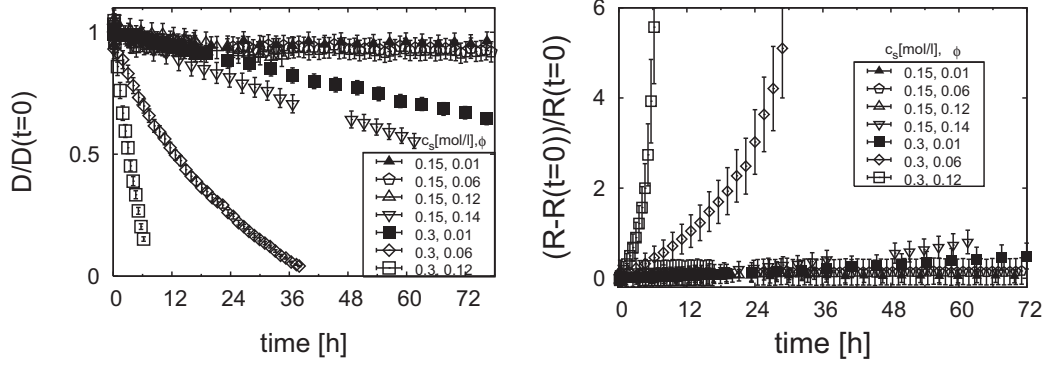 D/D(t=0)
1
0.5
0
c_s[mol/l],ϕ
0.15, 0.01
0.15, 0.06
0.15, 0.12
0.15, 0.14
0.3, 0.01
0.3, 0.06
0.3, 0.12
0 12 24 36 48 60 72
time [h]
(R-R(t=0))/R(t=0)
6
4
2
0
c_s[mol/l], ϕ
0.15, 0.01
0.15, 0.06
0.15, 0.12
0.15, 0.14
0.3, 0.01
0.3, 0.06
0.3, 0.12
0 12 24 36 48 60 72
time [h]